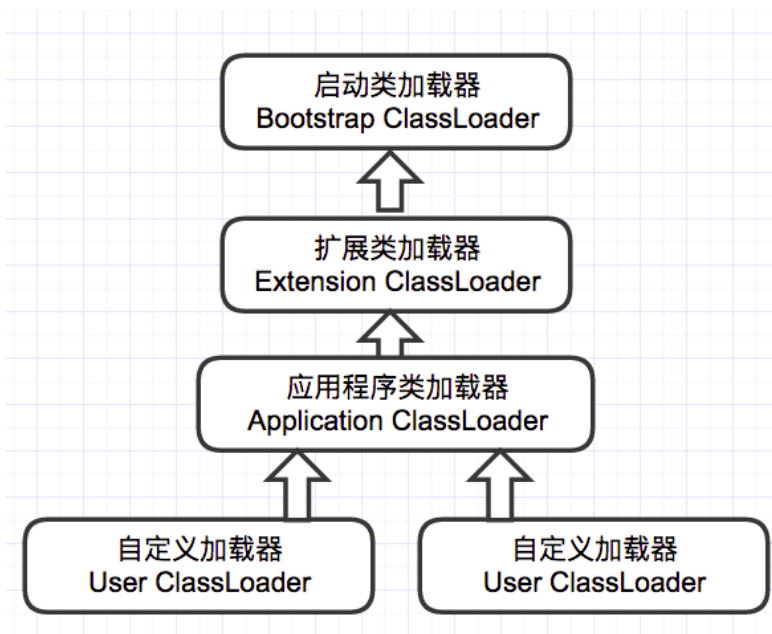 启动类加载器
Bootstrap ClassLoader
扩展类加载器
Extension ClassLoader
应用程序类加载器
Application ClassLoader
自定义加载器
User ClassLoader
自定义加载器
User ClassLoader